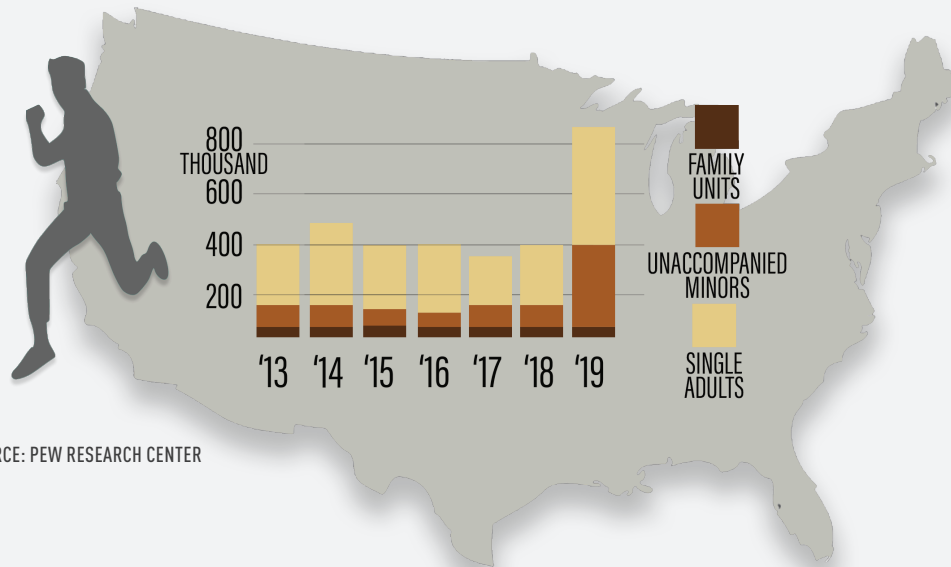 800
THOUSAND
600
400
200
‘13 ‘14 ‘15 ‘16 ‘17 ‘18 ‘19
FAMILY
UNITS
UNACCOMPANIED
MINORS
SINGLE
ADULTS
RCE: PEW RESEARCH CENTER